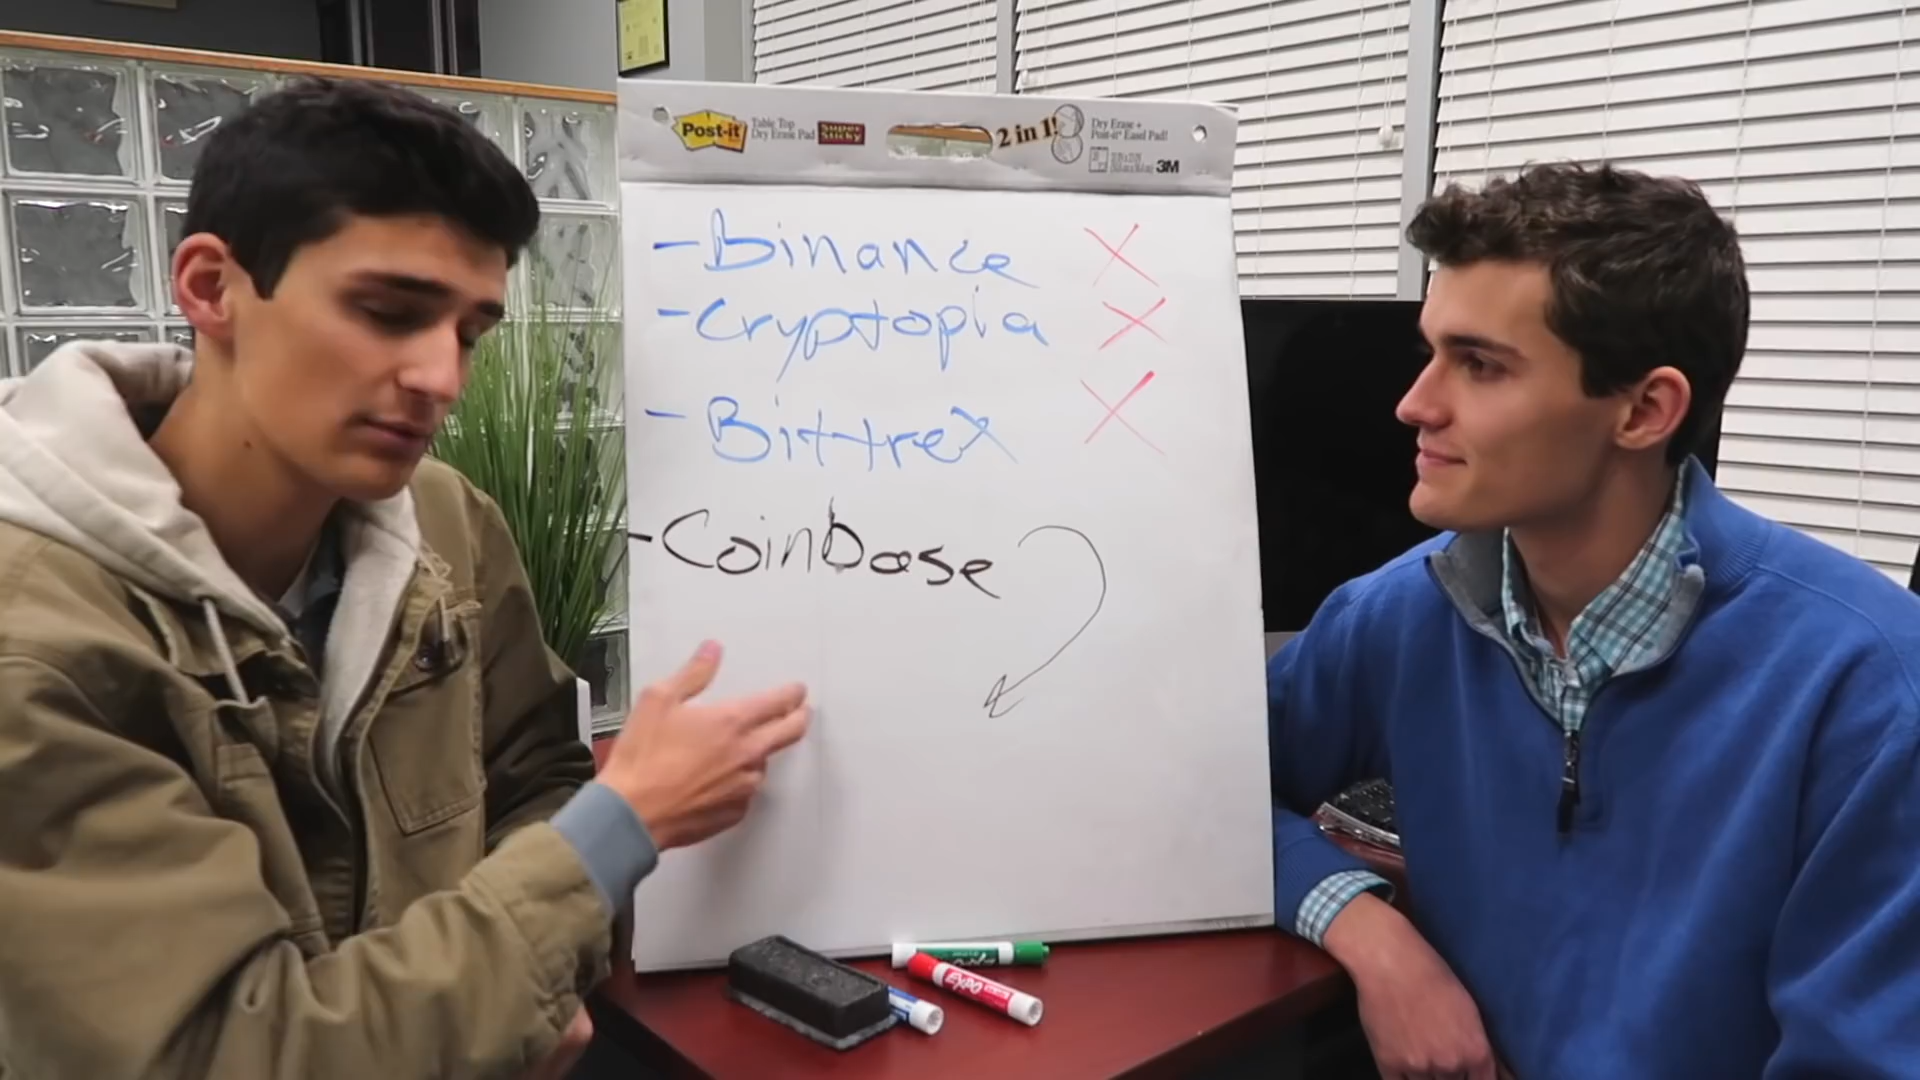 Post-it Table Top Dry Erase Pad Super Sticky 2 in 1! Dry Erase + Post-it® Easel Pad!
3M
- Binance X
- Cryptopia X
- Bittrex X
- Coinbase
EXPO